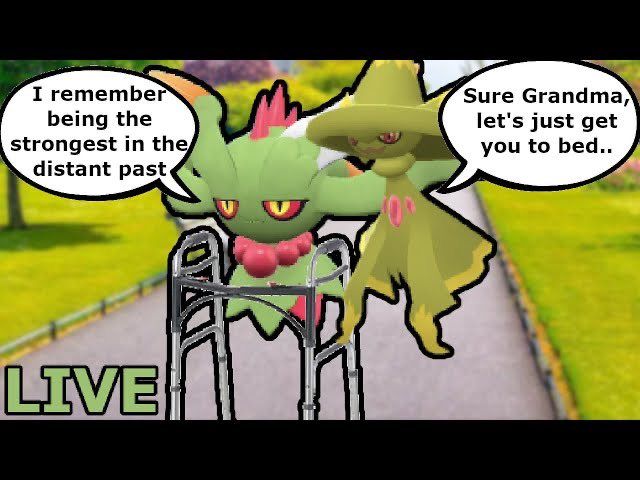 I remember
being the
strongest in the
distant past
Sure Grandma,
let's just get
you to bed..
LIVE